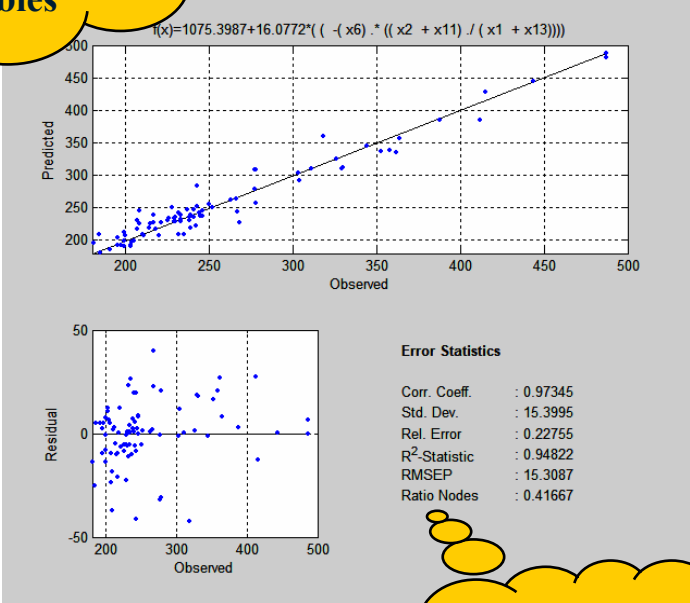 f(x)=1075.3987+16.0772*( ( -( x6) .* (( x2 + x11) ./ ( x1 + x13))))
450
400
350
300
250
200
Predicted
200
250
300
350
400
450
500
Observed
50
0
-50
Residual
200
300
400
500
Observed
Error Statistics
Corr. Coeff. : 0.97345
Std. Dev. : 15.3995
Rel. Error : 0.22755
R²-Statistic : 0.94822
RMSEP : 15.3087
Ratio Nodes : 0.41667